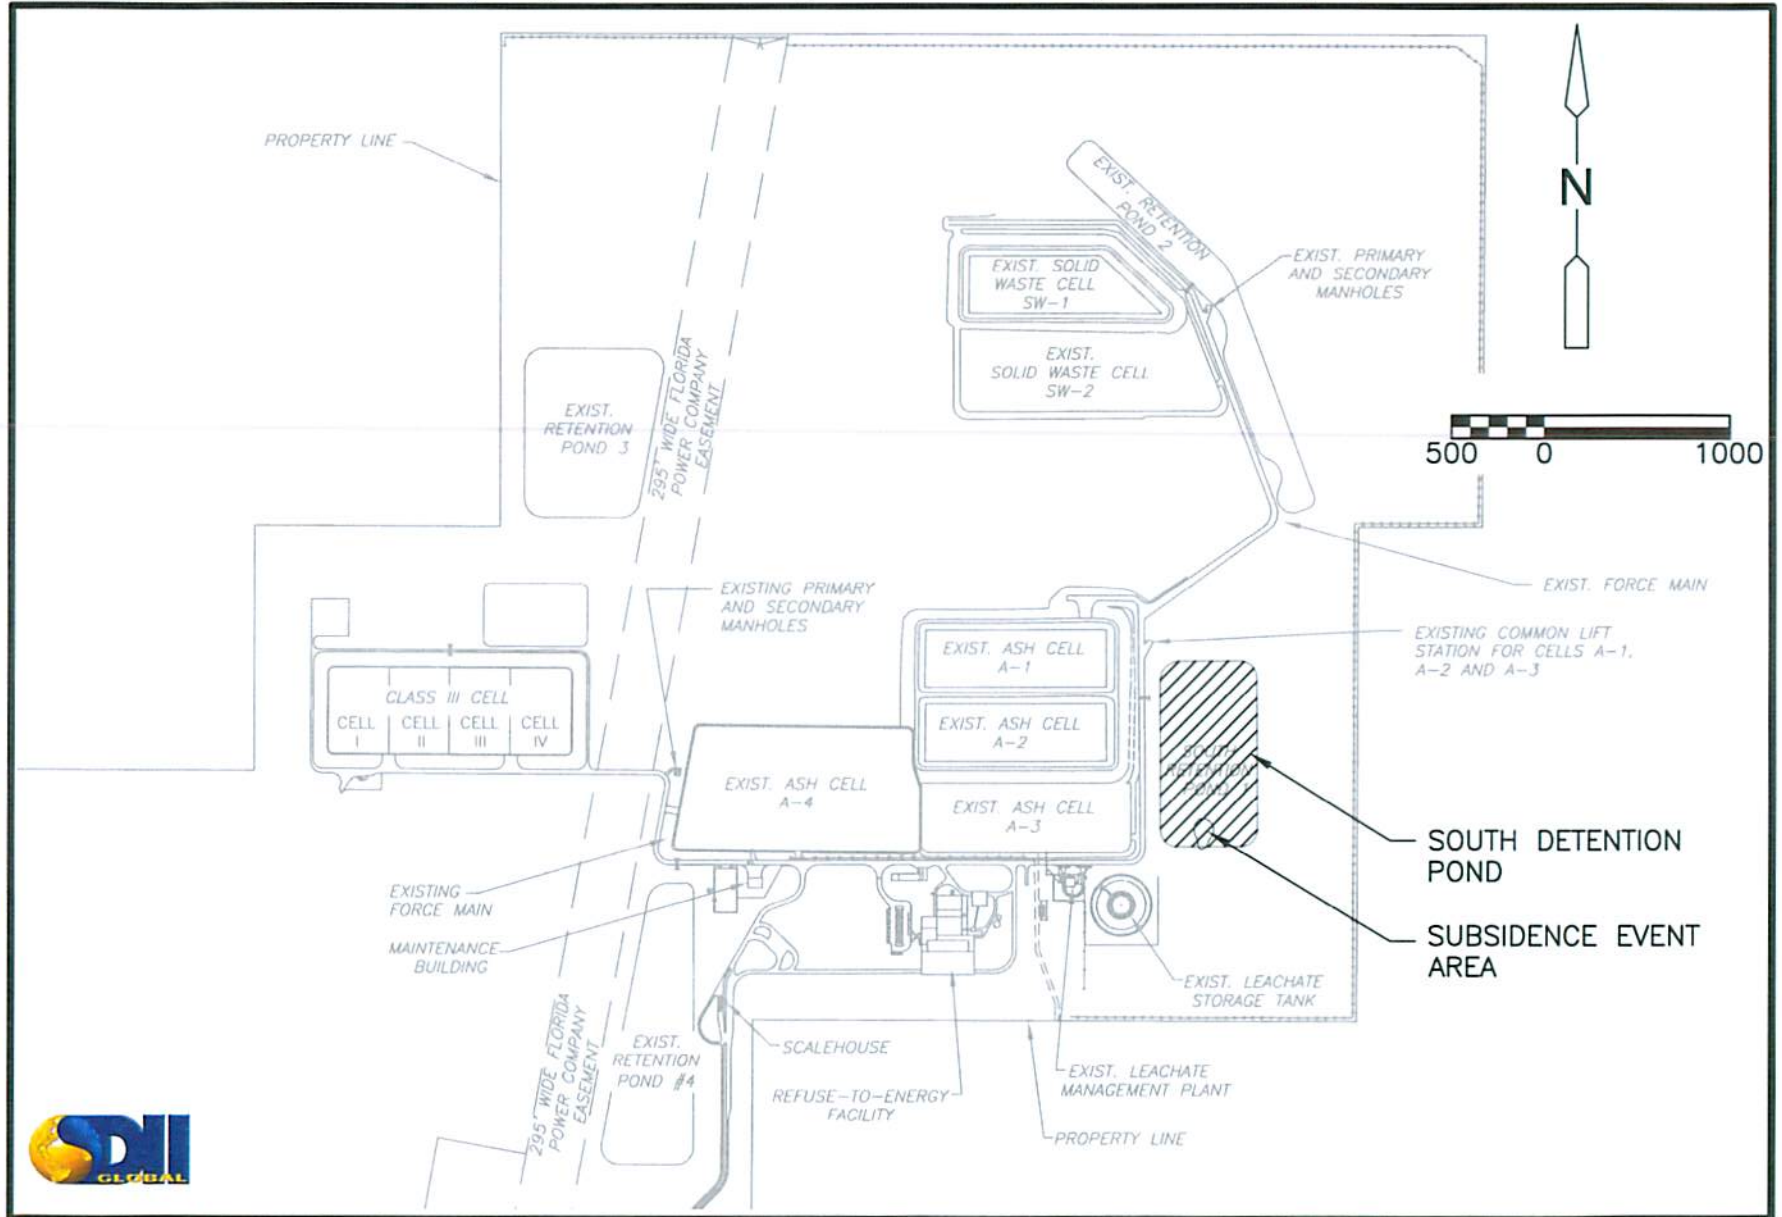 PROPERTY LINE
EXIST. RETENTION
POND 2
N
EXIST. PRIMARY
AND SECONDARY
MANHOLES
EXIST. SOLID
WASTE CELL
SW-1
EXIST.
SOLID WASTE CELL
SW-2
295' WIDE FLORIDA
POWER COMPANY
EASEMENT
EXIST.
RETENTION
POND 3
500 0 1000
EXISTING PRIMARY
AND SECONDARY
MANHOLES
EXIST. FORCE MAIN
EXISTING COMMON LIFT
STATION FOR CELLS A-1,
A-2 AND A-3
EXIST. ASH CELL
A-1
CLASS III CELL
CELL
I
CELL
II
CELL
III
CELL
IV
EXIST. ASH CELL
A-2
SOUTH
RETENTION
POND 1
EXIST. ASH CELL
A-4
EXIST. ASH CELL
A-3
SOUTH DETENTION
POND
SUBSIDENCE EVENT
AREA
EXISTING
FORCE MAIN
MAINTENANCE
BUILDING
EXIST. LEACHATE
STORAGE TANK
295' WIDE FLORIDA
POWER COMPANY
EASEMENT
EXIST.
RETENTION
POND #4
SCALEHOUSE
REFUSE-TO-ENERGY
FACILITY
EXIST. LEACHATE
MANAGEMENT PLANT
PROPERTY LINE
SDII
GLOBAL